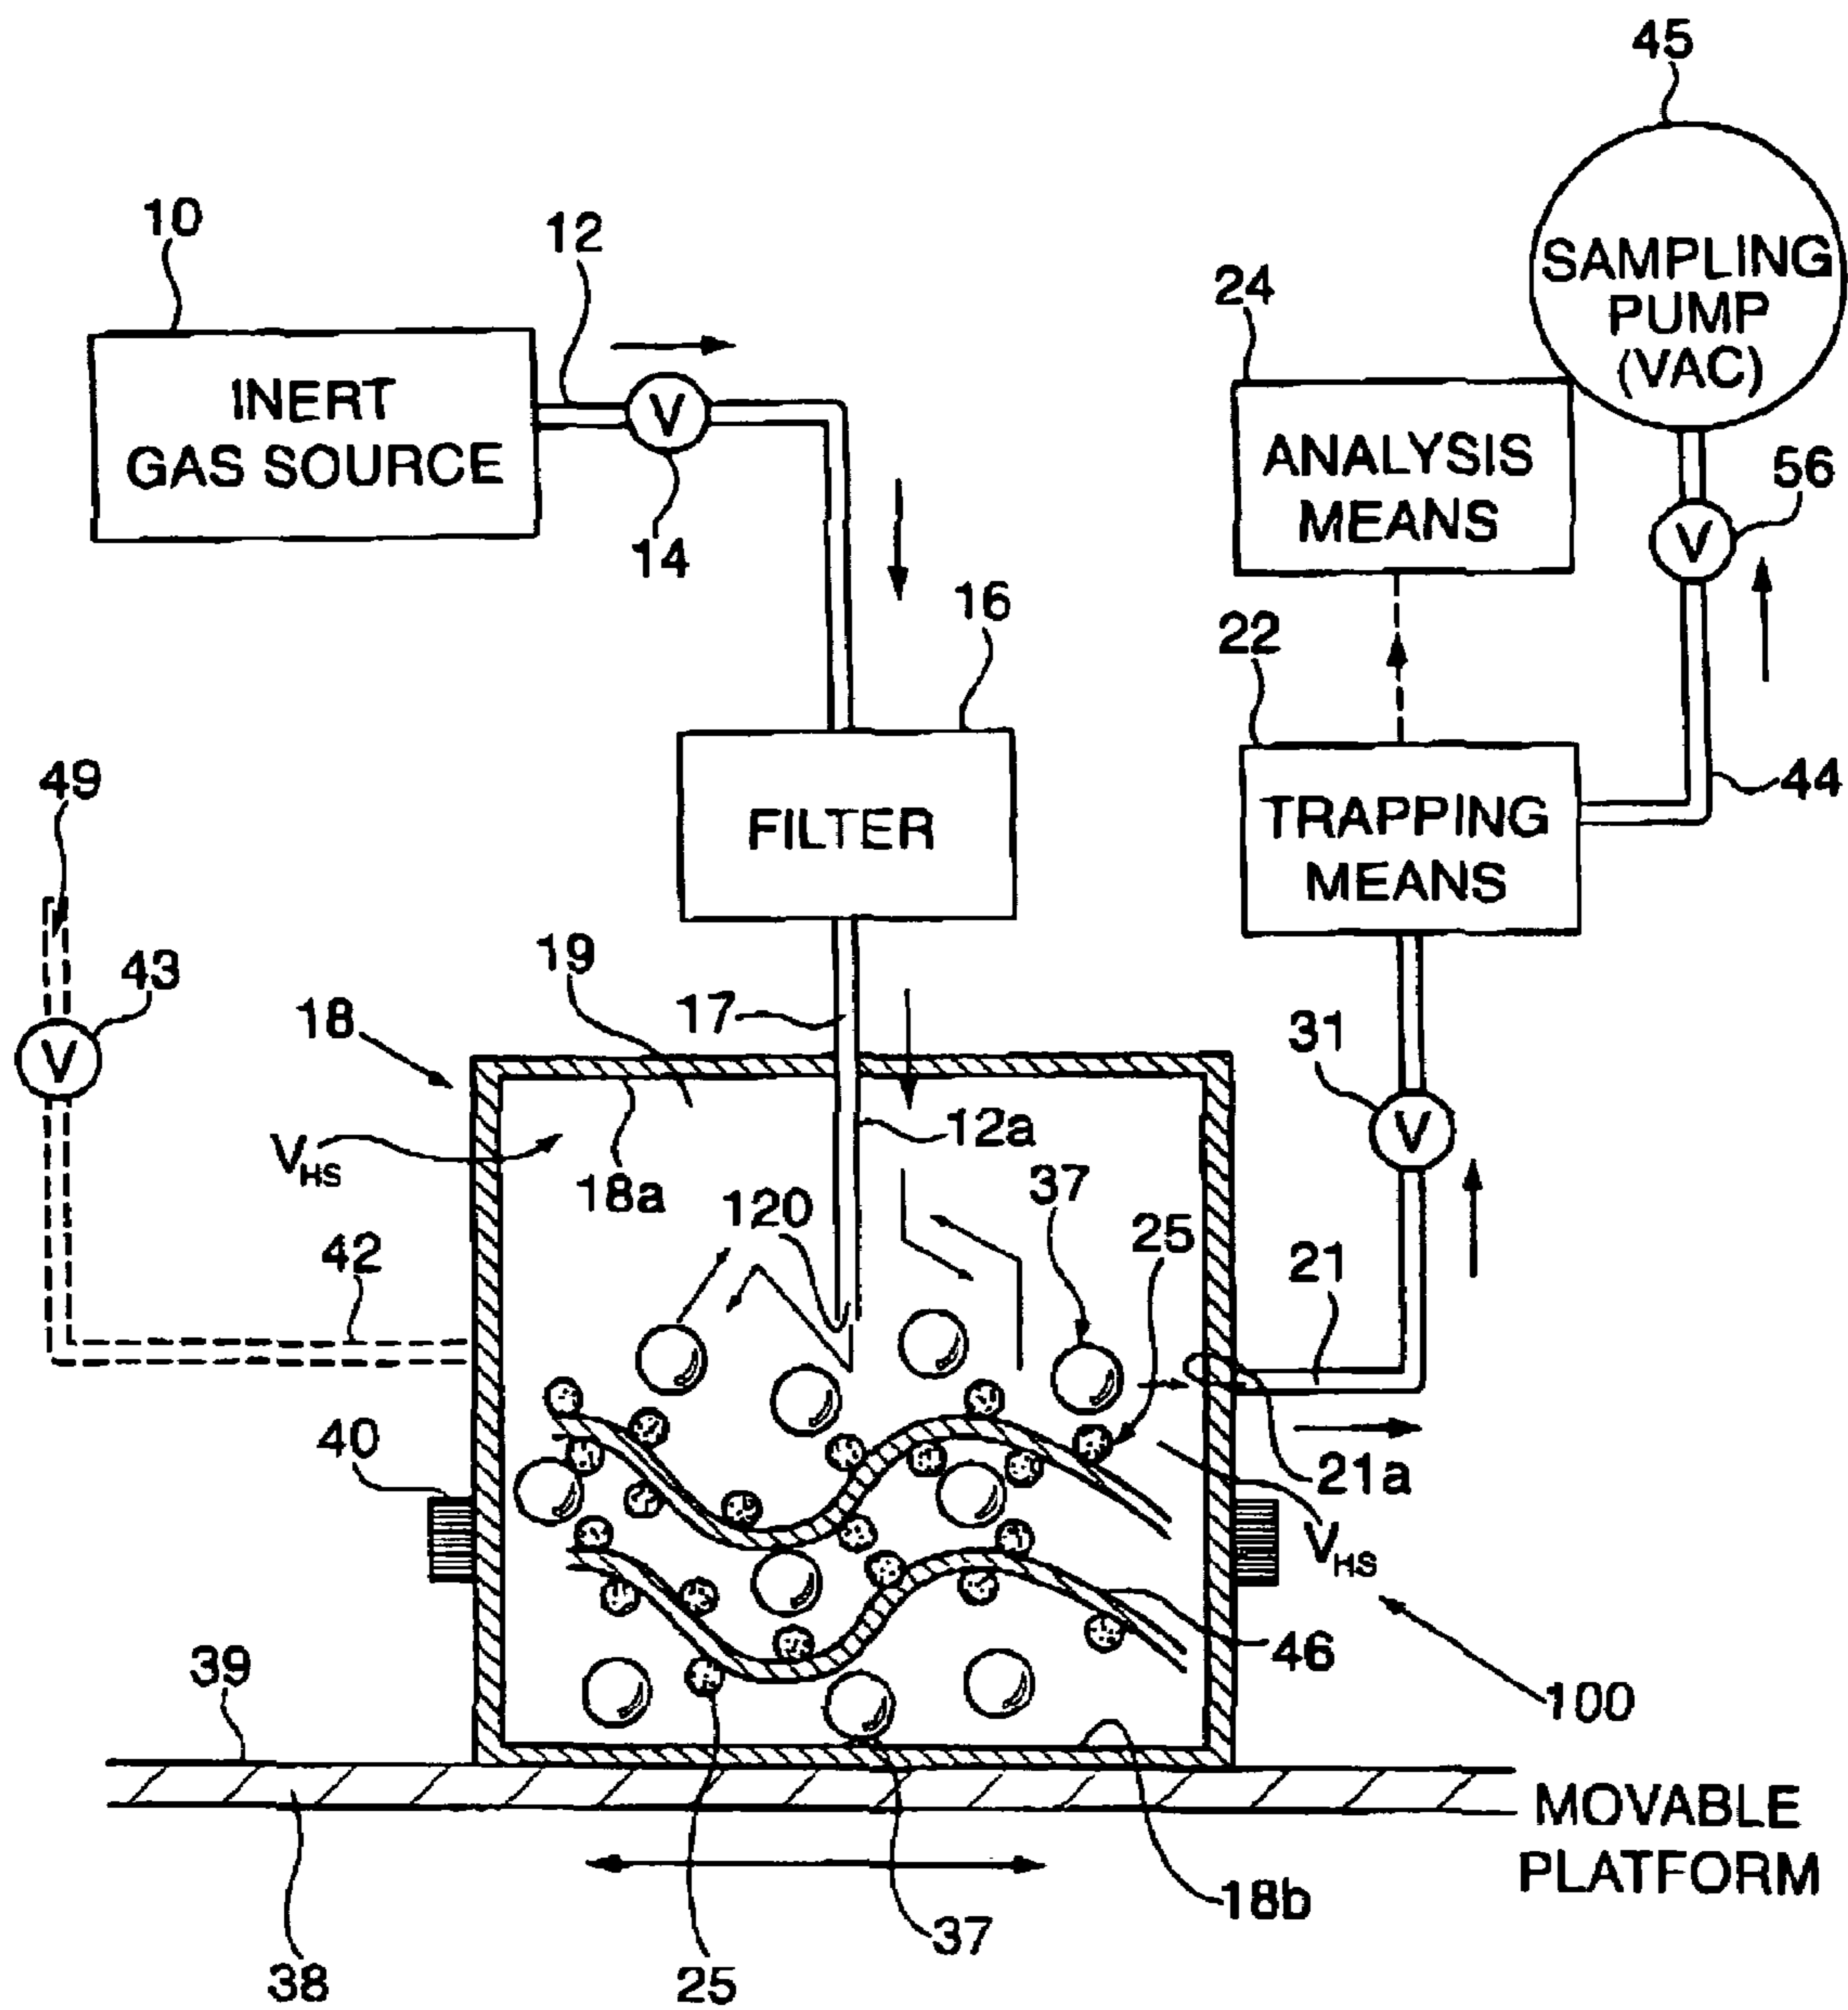 45
10
12
24
SAMPLING
PUMP
(VAC)
INERT
GAS SOURCE
V
14
ANALYSIS
MEANS
56
V
16
22
49
44
FILTER
TRAPPING
MEANS
43
19
18
17
31
V
V
12a
VHS
18a
120
37
25
42
21
40
21a
VHS
46
39
100
MOVABLE
PLATFORM
18b
37
38
25